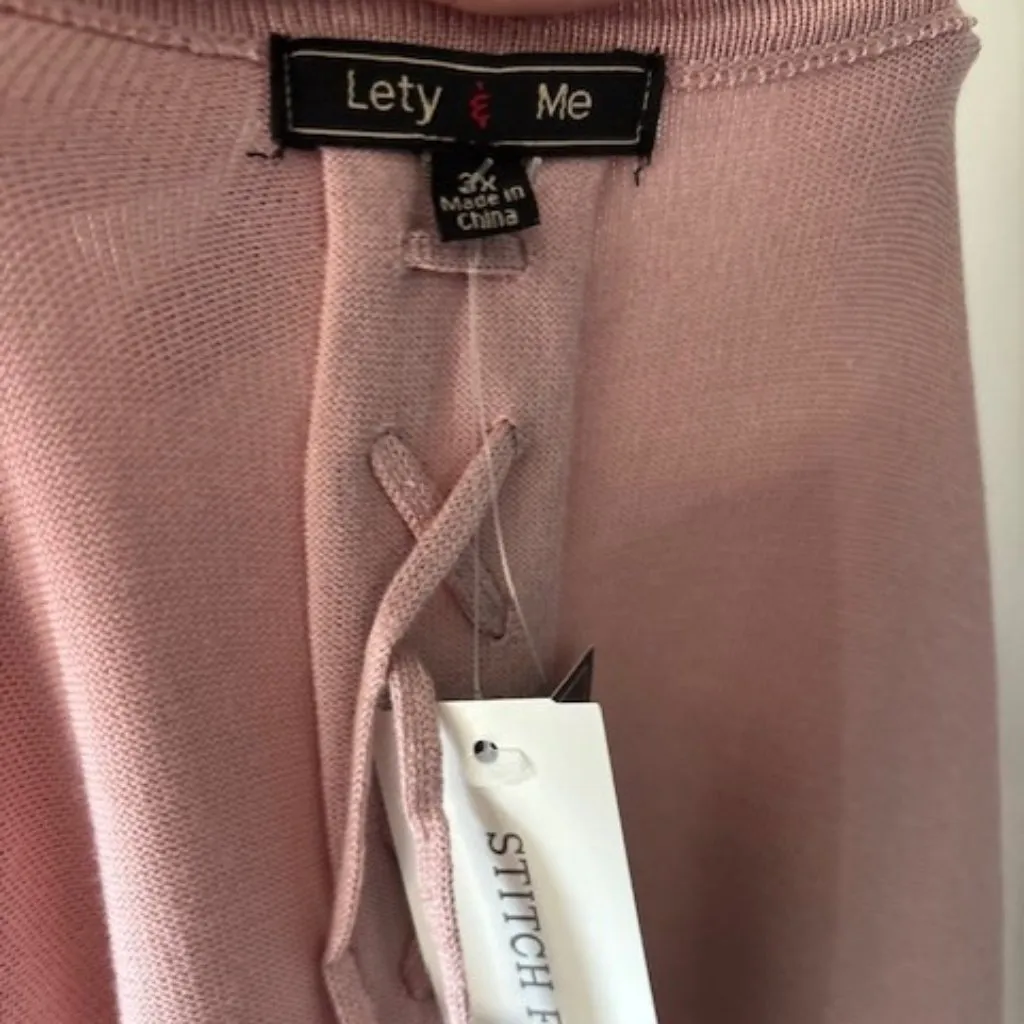 Lety & Me
3X
Made in
China
STITCH F